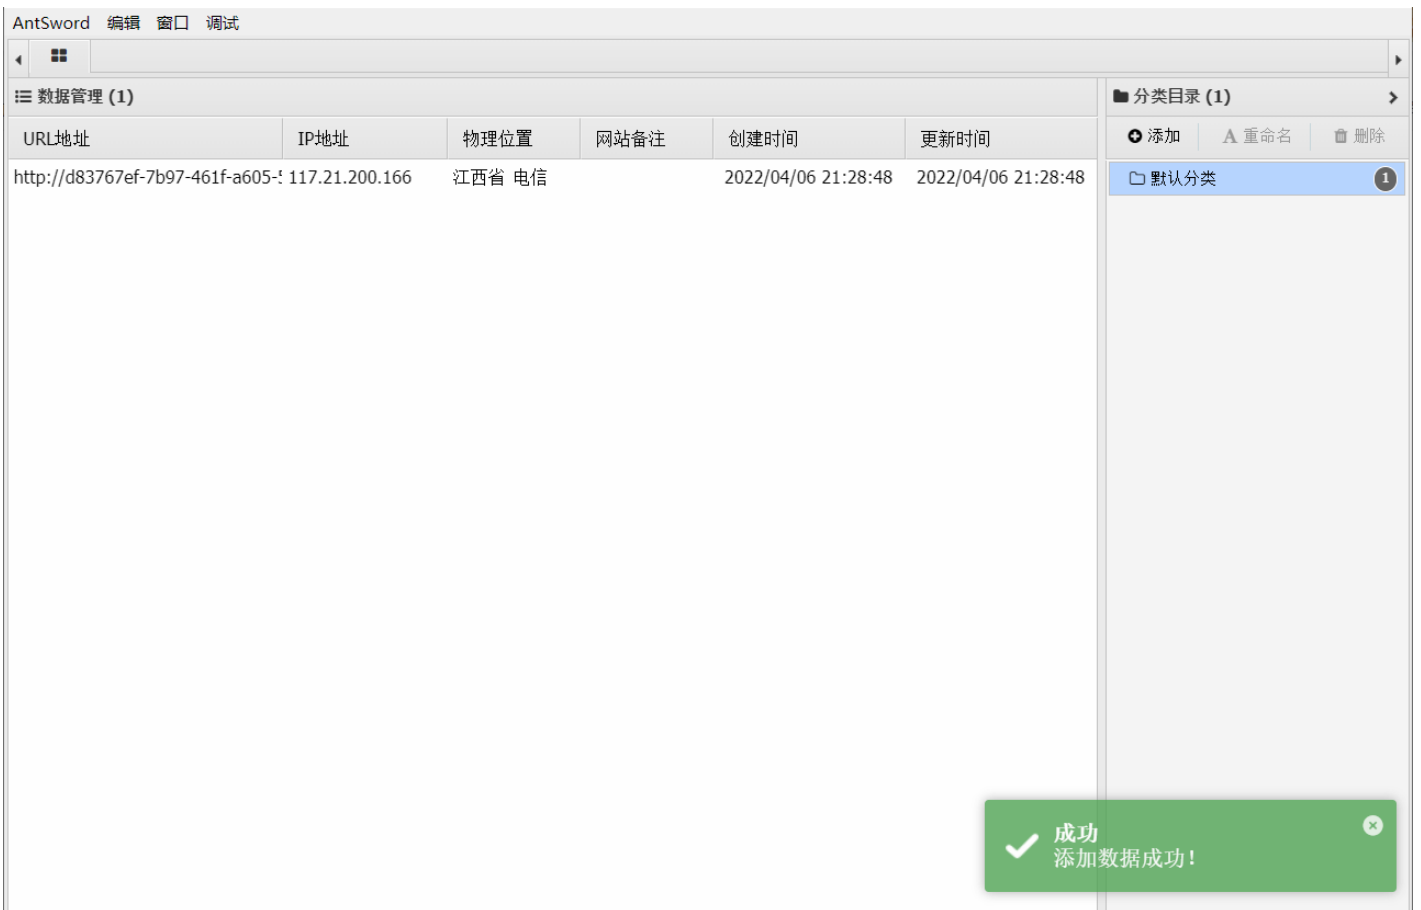 AntSword 编辑 窗口 调试
数据管理 (1)
URL地址 IP地址 物理位置 网站备注 创建时间 更新时间
http://d83767ef-7b97-461f-a605-5 117.21.200.166 江西省 电信 2022/04/06 21:28:48 2022/04/06 21:28:48
分类目录 (1)
添加 A 重命名 删除
默认分类 1
成功
添加数据成功!